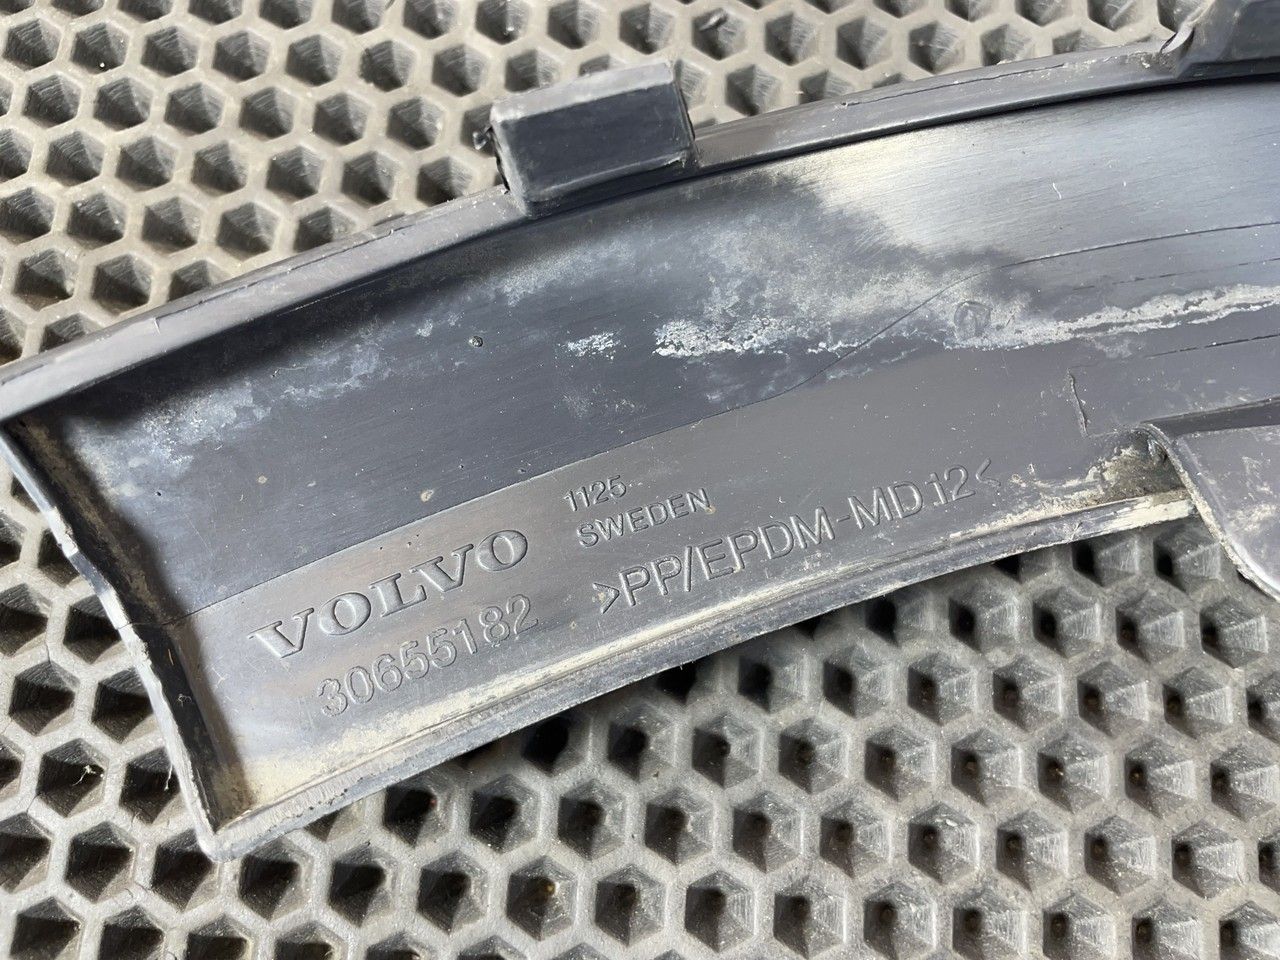 1125
SWEDEN
VOLVO
30655182
>PP/EPDM-MD12<